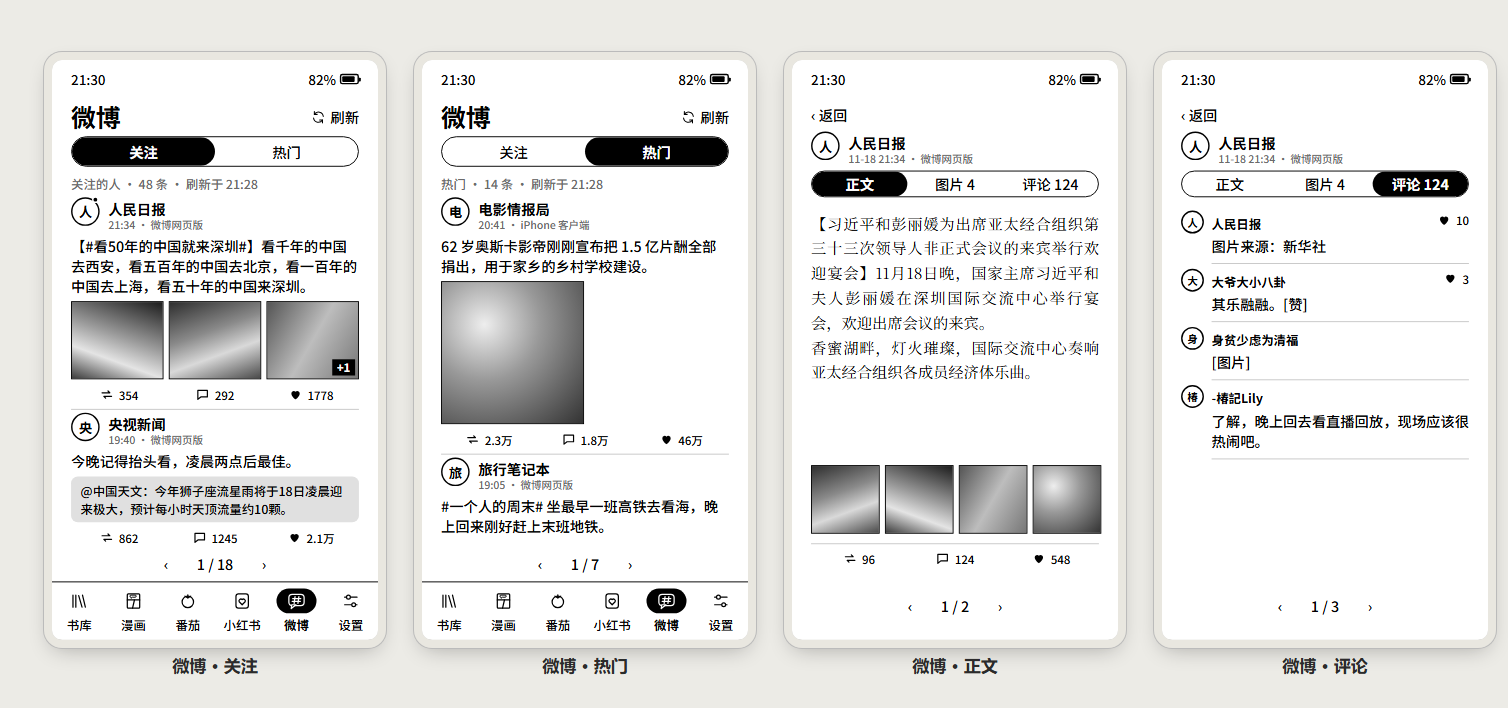 21:30
82%
微博
刷新
关注
热门
关注的人 · 48 条 · 刷新于 21:28
人
人民日报
21:34 · 微博网页版
【#看50年的中国就来深圳#】看千年的中国
去西安，看五百年的中国去北京，看一百年的
中国去上海，看五十年的中国来深圳。
+1
354
292
1778
央
央视新闻
19:40 · 微博网页版
今晚记得抬头看，凌晨两点后最佳。
@中国天文：今年狮子座流星雨将于18日凌晨迎
来极大，预计每小时天顶流量约10颗。
862
1245
2.1万
‹ 1 / 18 ›
书库
漫画
番茄
小红书
微博
设置
微博 · 关注
21:30
82%
微博
刷新
关注
热门
热门 · 14 条 · 刷新于 21:28
电
电影情报局
20:41 · iPhone 客户端
62 岁奥斯卡影帝刚刚宣布把 1.5 亿片酬全部
捐出，用于家乡的乡村学校建设。
2.3万
1.8万
46万
旅
旅行笔记本
19:05 · 微博网页版
#一个人的周末# 坐最早一班高铁去看海，晚
上回来刚好赶上末班地铁。
‹ 1 / 7 ›
书库
漫画
番茄
小红书
微博
设置
微博 · 热门
21:30
82%
‹ 返回
人
人民日报
11-18 21:34 · 微博网页版
正文
图片 4
评论 124
【习近平和彭丽媛为出席亚太经合组织第
三十三次领导人非正式会议的来宾举行欢
迎宴会】11月18日晚，国家主席习近平和
夫人彭丽媛在深圳国际交流中心举行宴
会，欢迎出席会议的来宾。
香蜜湖畔，灯火璀璨，国际交流中心奏响
亚太经合组织各成员经济体乐曲。
96
124
548
‹ 1 / 2 ›
微博 · 正文
21:30
82%
‹ 返回
人
人民日报
11-18 21:34 · 微博网页版
正文
图片 4
评论 124
人
人民日报
10
图片来源：新华社
大
大爷大小八卦
3
其乐融融。[赞]
身
身贫少虑为清福
[图片]
椿
-椿記Lily
了解，晚上回去看直播回放，现场应该很
热闹吧。
‹ 1 / 3 ›
微博 · 评论